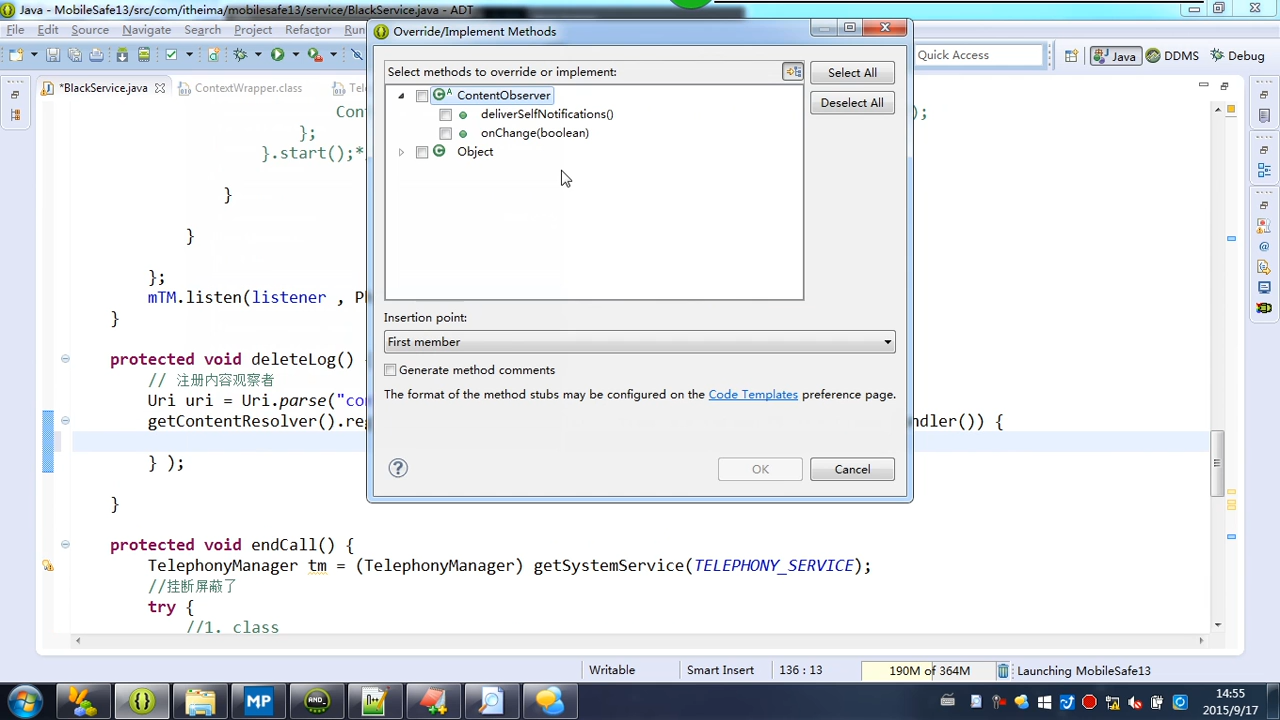 Java - MobileSafe13/src/com/itheima/mobilesafe/service/BlackService.java - ADT
Override/Implement Methods
File Edit Source Refactor
Search Project Run
Quick Access
Java
DDMS
Debug
*BlackService.java
ContextWrapper.class
Select methods to override or implement:
Select All
Deselect All
ContentObserver
deliverSelfNotifications()
onChange(boolean)
Object
};
}.start();*
}
}
};
mTM.listen(listener ,
}
Insertion point:
First member
Generate method comments
The format of the method stubs may be configured on the Code Templates preference page.
OK
Cancel
protected void deleteLog() {
// 注册内容观察者
Uri uri = Uri.parse("co
getContentResolver().reg
ndler()) {
} );
}
protected void endCall() {
TelephonyManager tm = (TelephonyManager) getSystemService(TELEPHONY_SERVICE);
//挂断屏蔽了
try {
//1. class
Writable
Smart Insert
136 : 13
190M of 364M
Launching MobileSafe13
14:55
2015/9/17